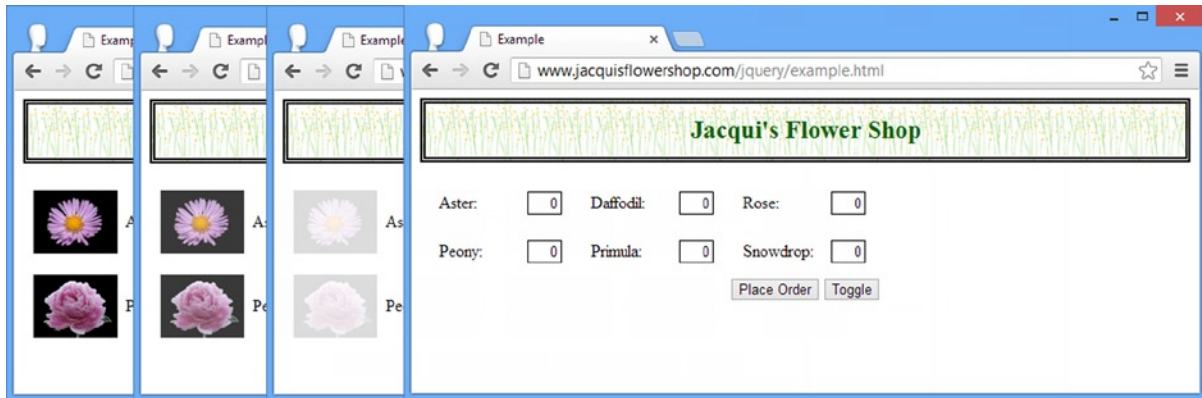 Examp
Exampl
Example
Example
www.jacquisflowershop.com/jquery/example.html
Jacqui's Flower Shop
A
As
As
Aster: 0 Daffodil: 0 Rose: 0
P
Pe
Pe
Peony: 0 Primula: 0 Snowdrop: 0
Place Order Toggle